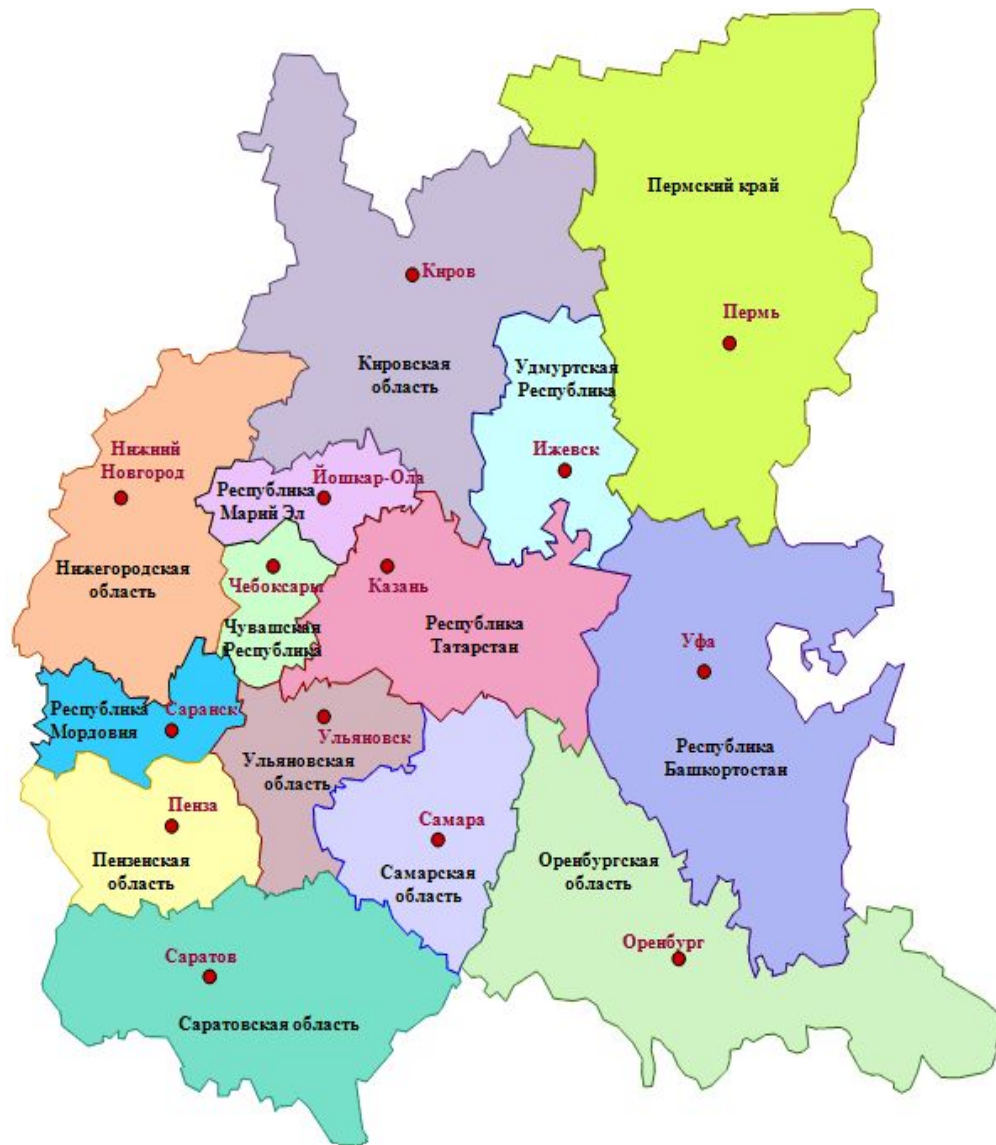 Пермский край
Киров
Пермь
Кировская
область
Удмуртская
Республика
Нижний
Новгород
Ижевск
Йошкар-Ола
Республика
Марий Эл
Нижегородская
область
Чебоксары
Казань
Чувашская
Республика
Республика
Татарстан
Уфа
Республика
Мордовия
Саранск
Ульяновск
Ульяновская
область
Республика
Башкортостан
Пенза
Самара
Пензенская
область
Самарская
область
Оренбургская
область
Оренбург
Саратов
Саратовская область